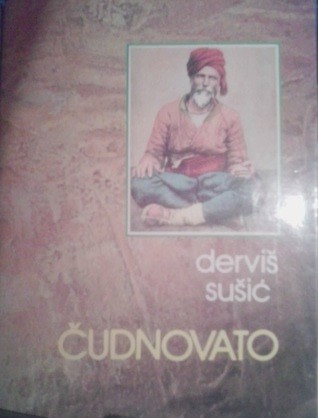 derviš
sušić
ČUDNOVATO